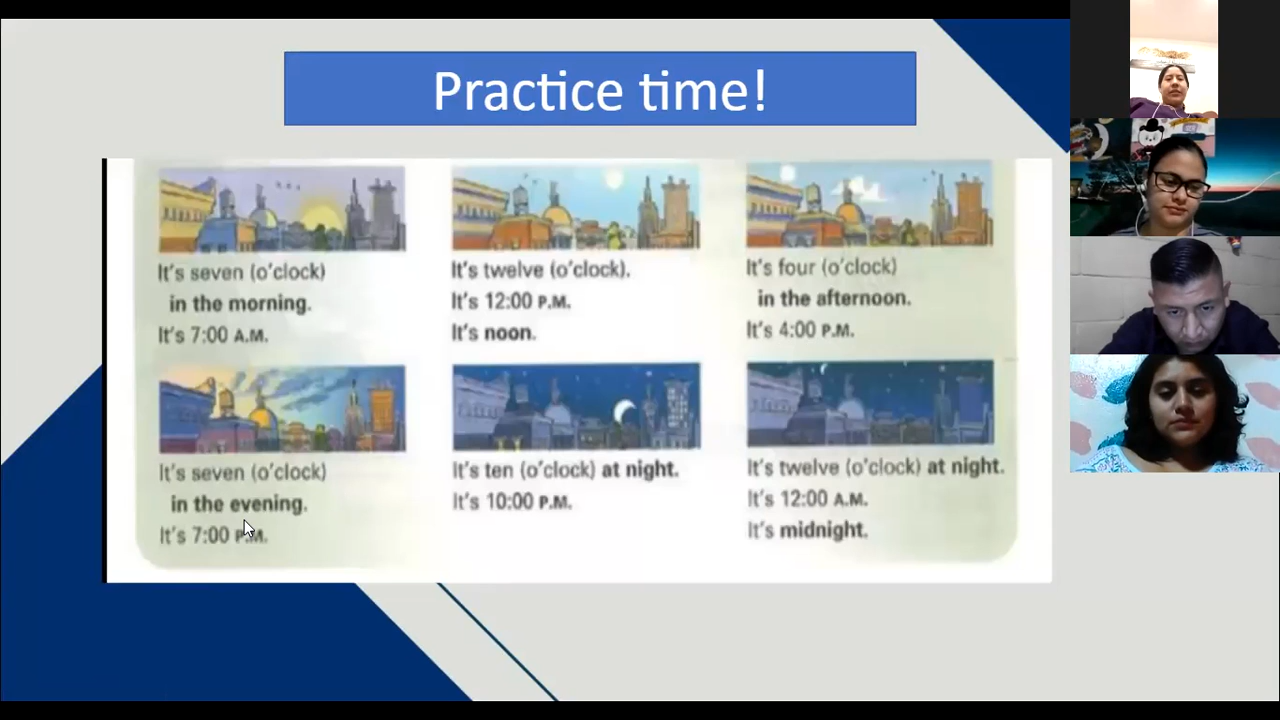 Practice time!
It's seven (o'clock)
in the morning.
It's 7:00 A.M.
It's twelve (o'clock).
It's 12:00 P.M.
It's noon.
It's four (o'clock)
in the afternoon.
It's 4:00 P.M.
It's seven (o'clock)
in the evening.
It's 7:00 P.M.
It's ten (o'clock) at night.
It's 10:00 P.M.
It's twelve (o'clock) at night.
It's 12:00 A.M.
It's midnight.